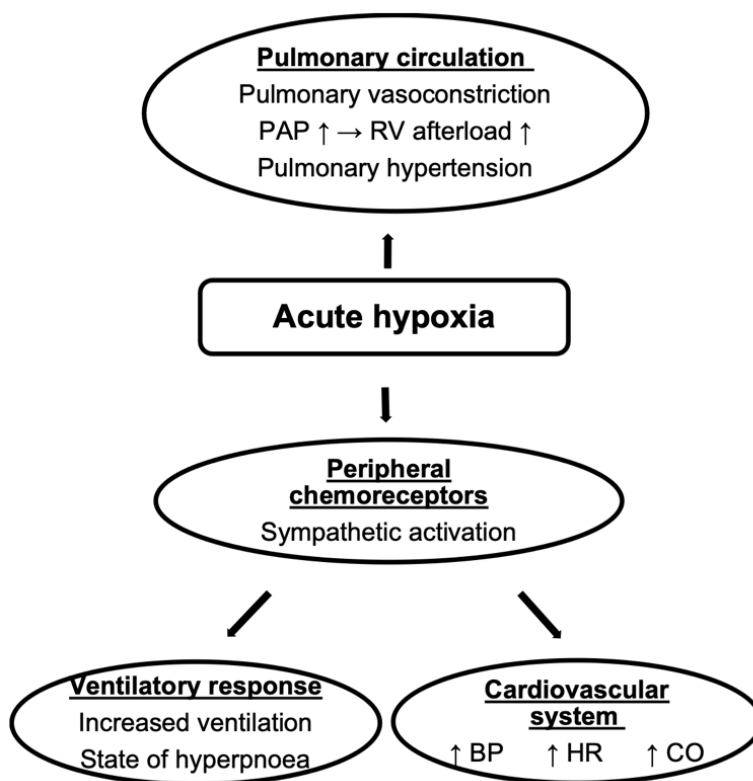 Pulmonary circulation
Pulmonary vasoconstriction
PAP ↑ → RV afterload ↑
Pulmonary hypertension
Acute hypoxia
Peripheral
chemoreceptors
Sympathetic activation
Ventilatory response
Increased ventilation
State of hyperpnoea
Cardiovascular
system
↑ BP ↑ HR ↑ CO